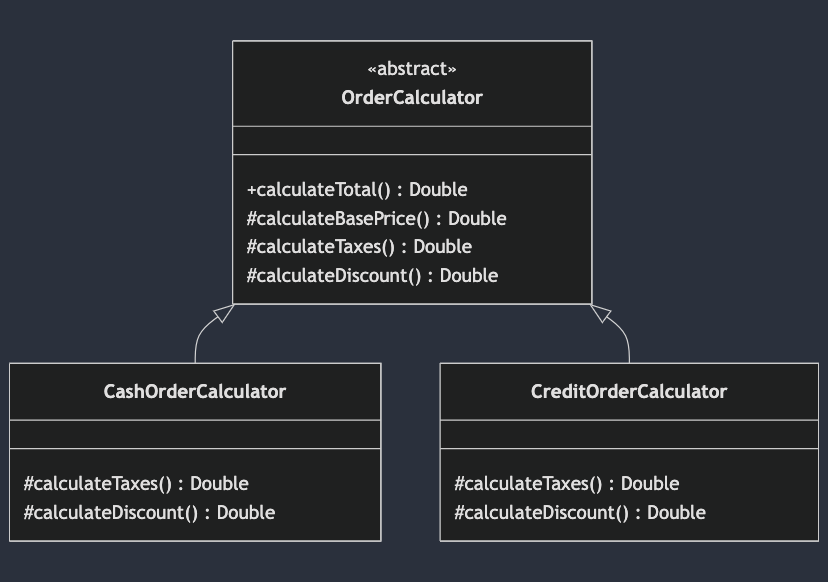 «abstract»
OrderCalculator
+calculateTotal() : Double
#calculateBasePrice() : Double
#calculateTaxes() : Double
#calculateDiscount() : Double
CashOrderCalculator
#calculateTaxes() : Double
#calculateDiscount() : Double
CreditOrderCalculator
#calculateTaxes() : Double
#calculateDiscount() : Double